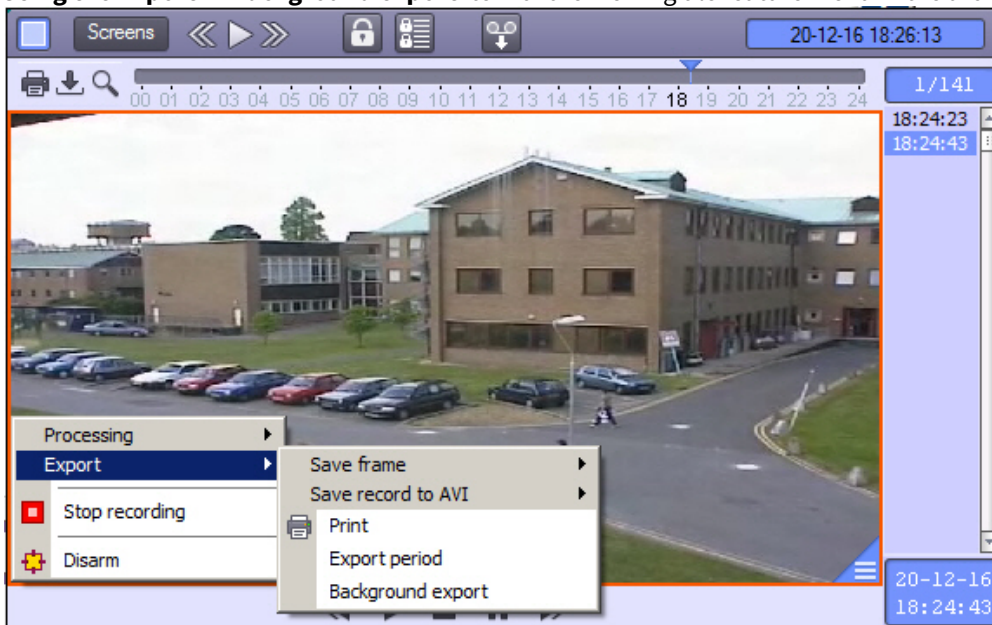 Screens
20-12-16 18:26:13
00 01 02 03 04 05 06 07 08 09 10 11 12 13 14 15 16 17 18 19 20 21 22 23 24
1/141
18:24:23
18:24:43
Processing
Export
Stop recording
Disarm
Save frame
Save record to AVI
Print
Export period
Background export
20-12-16
18:24:43